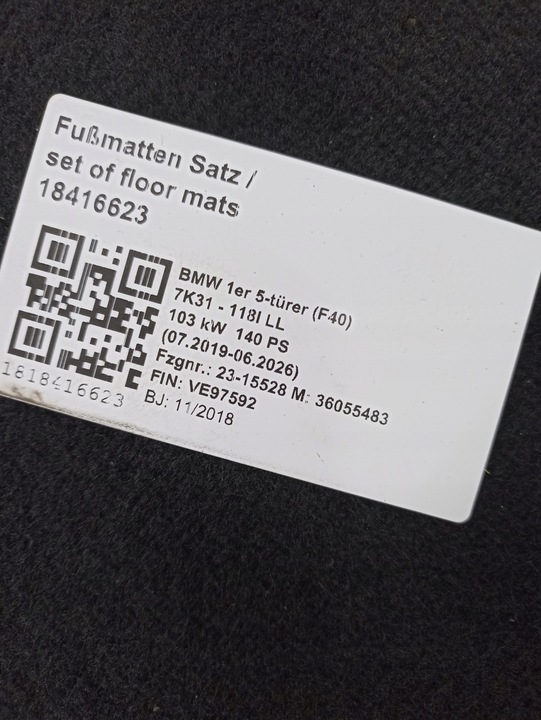 Fußmatten Satz /
set of floor mats
18416623
BMW 1er 5-türer (F40)
7K31 - 118I LL
103 kW 140 PS
(07.2019-06.2026)
Fzgnr.: 23-15528 M: 36055483
FIN: VE97592
BJ: 11/2018
1818416623